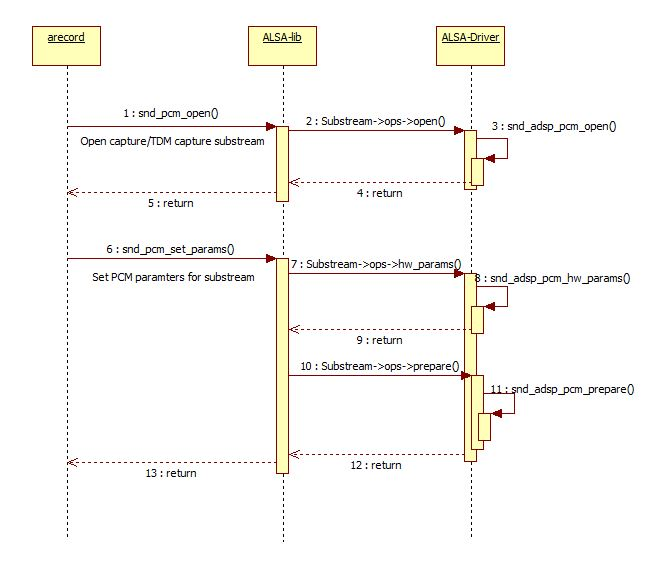 arecord
ALSA-lib
ALSA-Driver
1 : snd_pcm_open()
2 : Substream->ops->open()
3 : snd_adsp_pcm_open()
Open capture/TDM capture substream
4 : return
5 : return
6 : snd_pcm_set_params()
7 : Substream->ops->hw_params()
Set PCM paramters for substream
8 : snd_adsp_pcm_hw_params()
9 : return
10 : Substream->ops->prepare()
11 : snd_adsp_pcm_prepare()
12 : return
13 : return